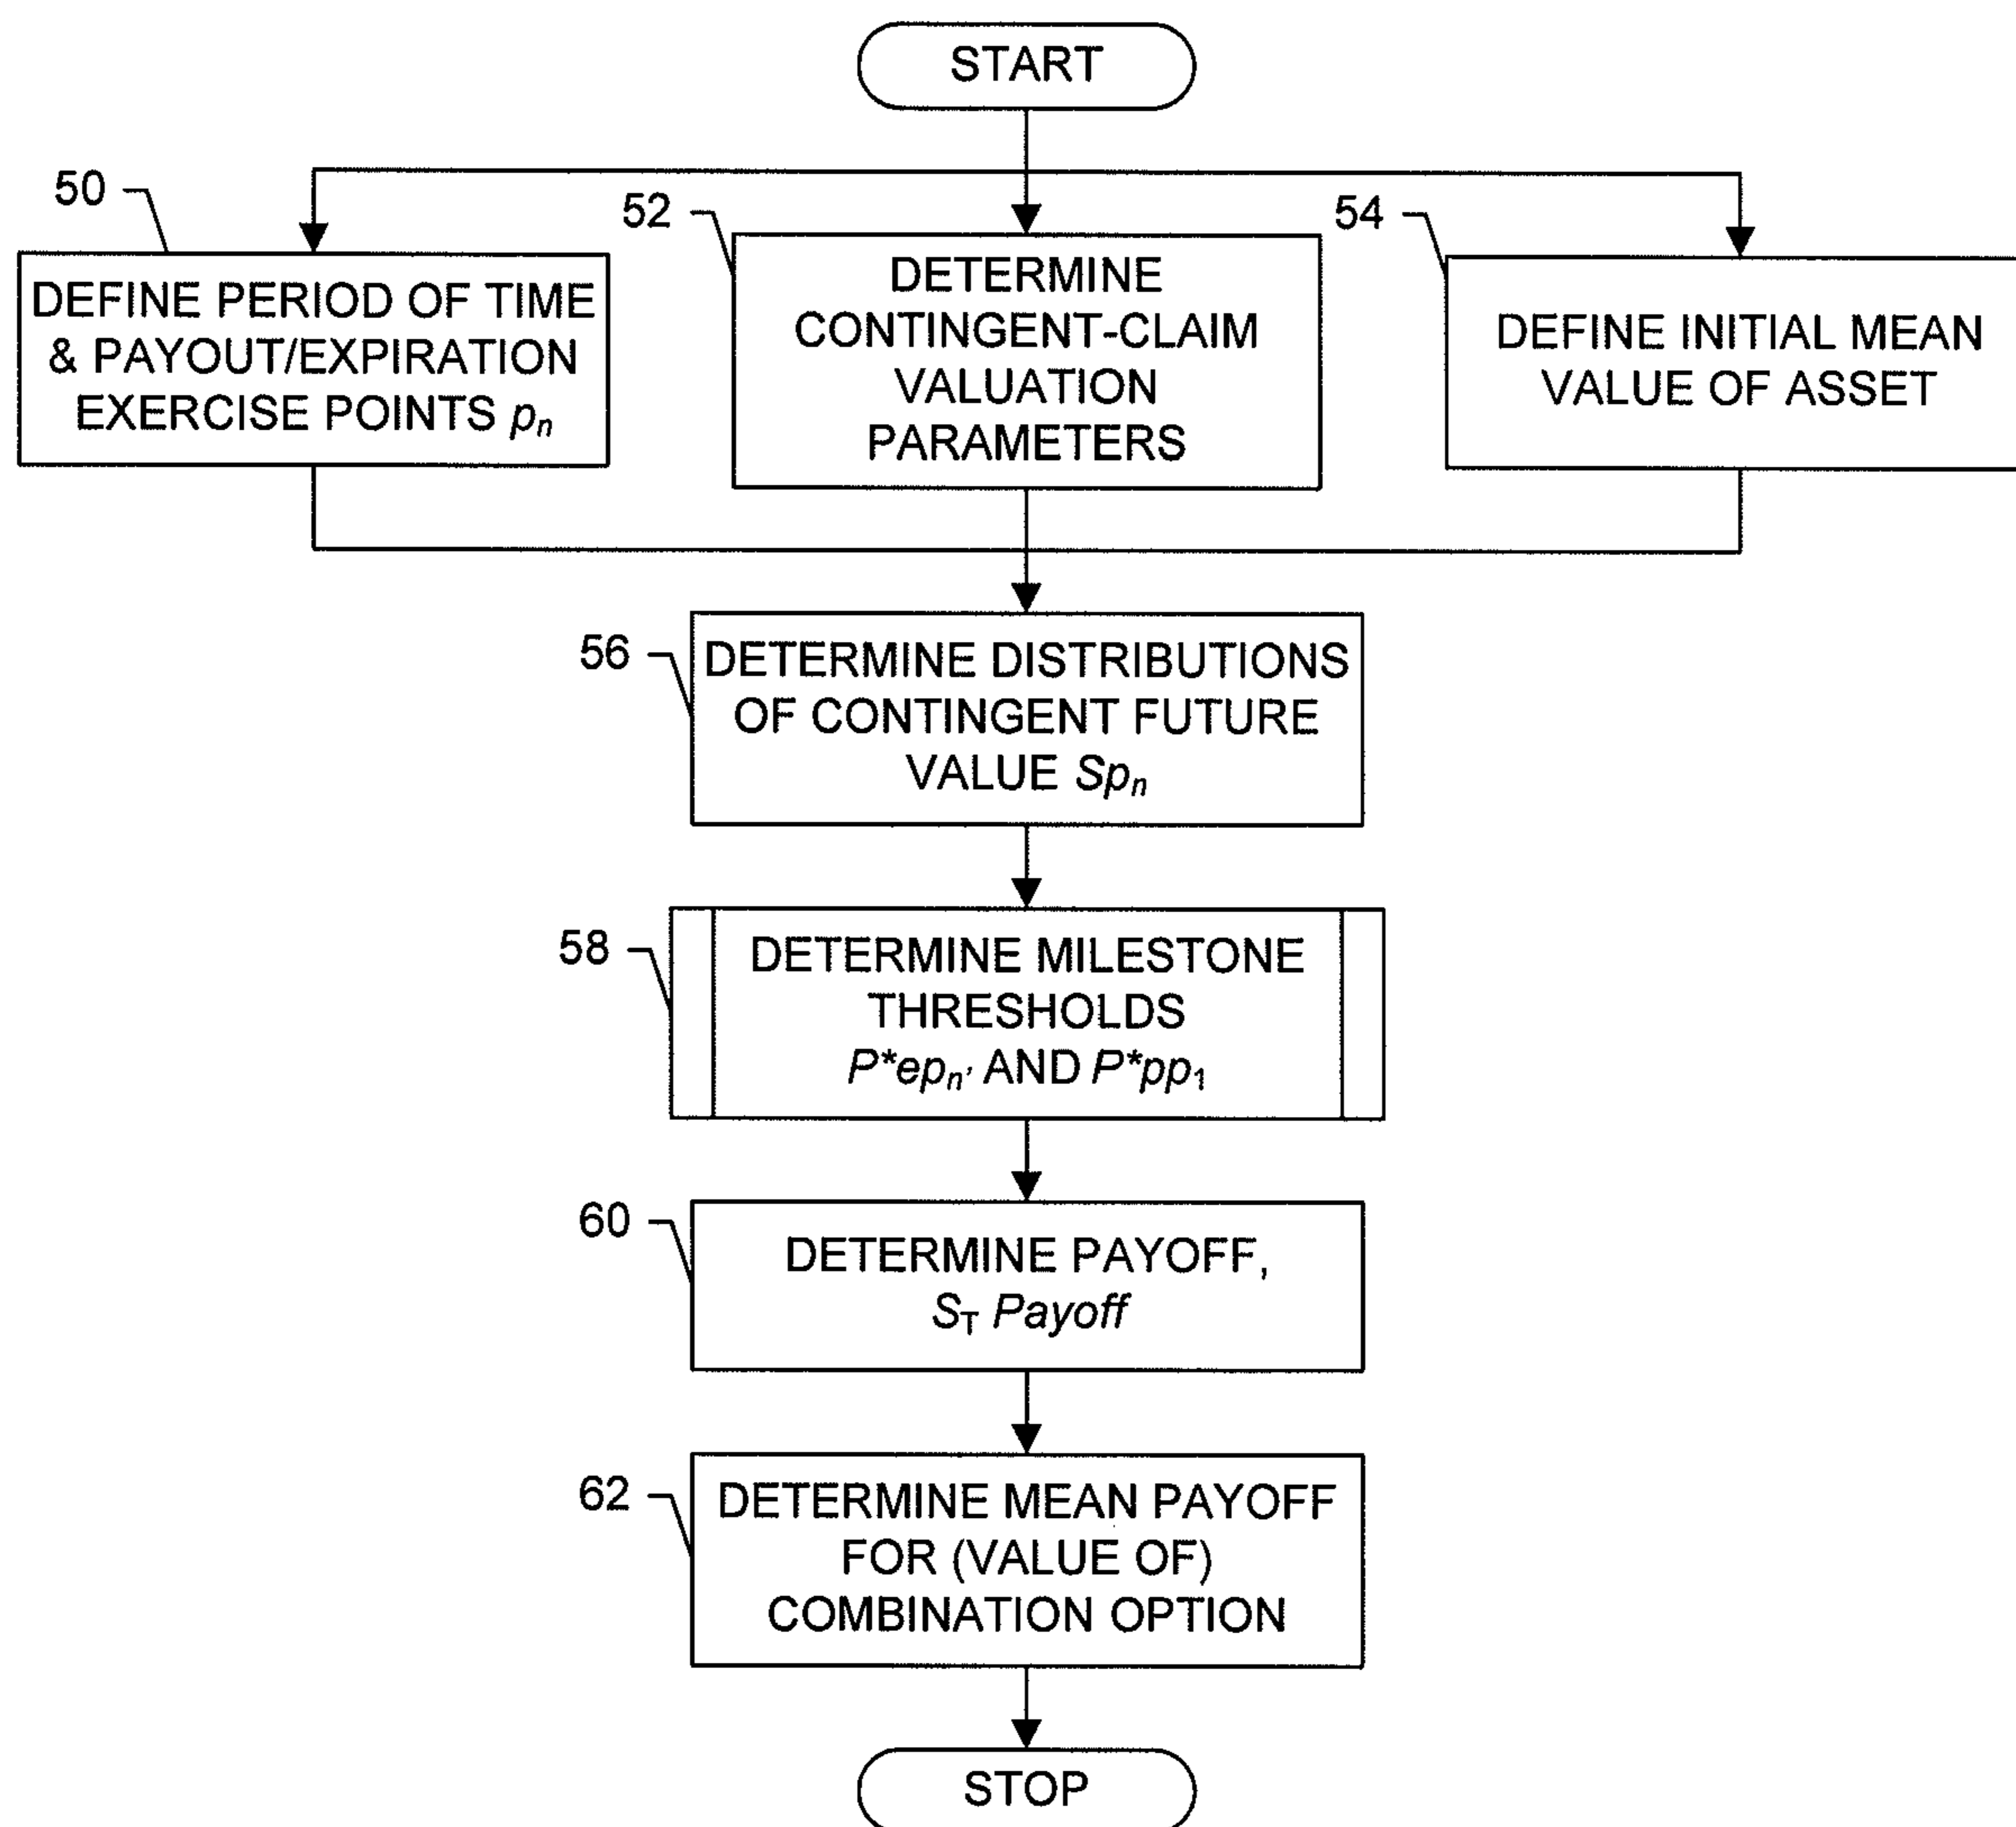 START
50
DEFINE PERIOD OF TIME
& PAYOUT/EXPIRATION
EXERCISE POINTS pn
52
DETERMINE
CONTINGENT-CLAIM
VALUATION
PARAMETERS
54
DEFINE INITIAL MEAN
VALUE OF ASSET
56
DETERMINE DISTRIBUTIONS
OF CONTINGENT FUTURE
VALUE Spn
58
DETERMINE MILESTONE
THRESHOLDS
P*epn' AND P*pp1
60
DETERMINE PAYOFF,
ST Payoff
62
DETERMINE MEAN PAYOFF
FOR (VALUE OF)
COMBINATION OPTION
STOP